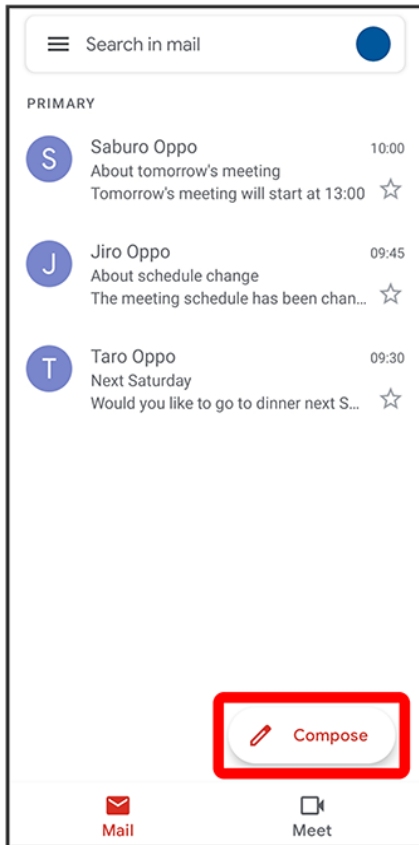 Search in mail
PRIMARY
S
Saburo Oppo 10:00
About tomorrow's meeting
Tomorrow's meeting will start at 13:00
J
Jiro Oppo 09:45
About schedule change
The meeting schedule has been chan...
T
Taro Oppo 09:30
Next Saturday
Would you like to go to dinner next S...
Compose
Mail Meet